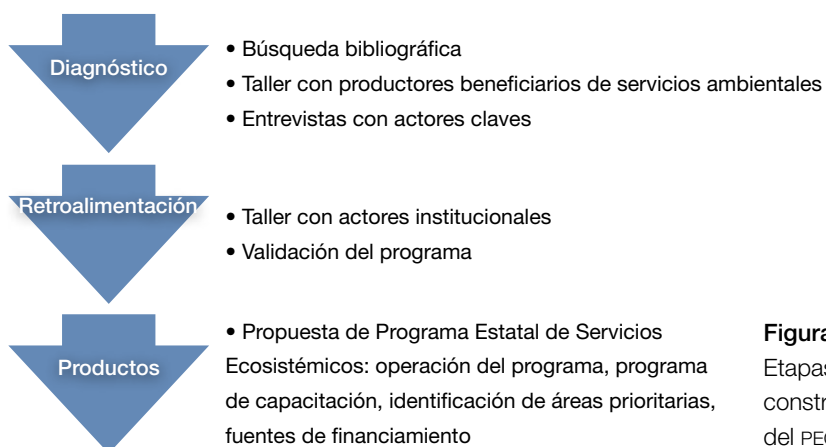 Diagnóstico
• Búsqueda bibliográfica
• Taller con productores beneficiarios de servicios ambientales
• Entrevistas con actores claves
Retroalimentación
• Taller con actores institucionales
• Validación del programa
Productos
• Propuesta de Programa Estatal de Servicios
Ecosistémicos: operación del programa, programa
de capacitación, identificación de áreas prioritarias,
fuentes de financiamiento
Figura
Etapas
constr
del PE